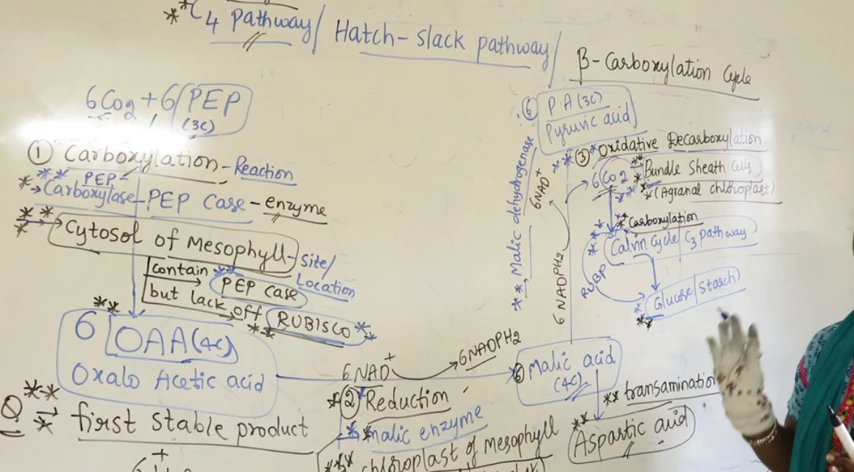 **C4 pathway/ Hatch-slack pathway/
β-Carboxylation Cycle
6CO2 + 6 PEP
(3C)
① Carboxylation - Reaction
** PEP
* → Carboxylase - PEP Case - enzyme
** → Cytosol of Mesophyll - Site/
Location
contain PEP Case
but lack off RUBISCO **
6 OAA (4C)
Oxalo Acetic acid
Q ** → first stable product
+
6NAD+ → 6NADPH2
*② Reduction
* malic enzyme
*** chloroplast of mesophyll
⑥ Malic acid
(4C)
** transamination
** Aspartic acid
** Malic dehydrogenase
6NAD+
6 NADPH2
⑥ P.A (3C)
Pyruvic acid
** ③ * Oxidative Decarboxylation
6CO2 ** Bundle Sheath Cells
* (Agranal chloroplast)
** Carboxylation
Calvin Cycle/C3 pathway
RUBP
Glucose/Starch
**